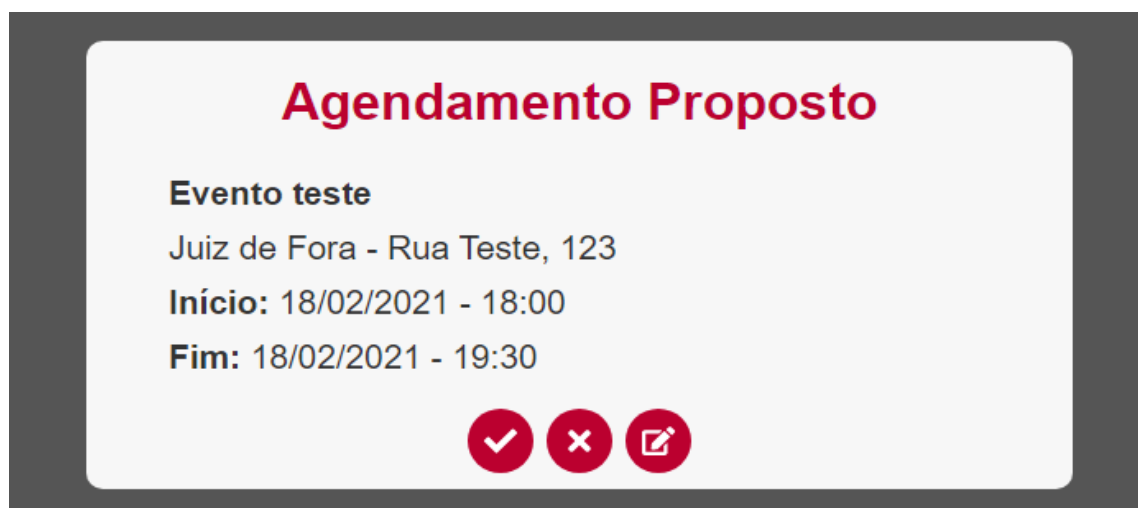 Agendamento Proposto
Evento teste
Juiz de Fora - Rua Teste, 123
Início: 18/02/2021 - 18:00
Fim: 18/02/2021 - 19:30